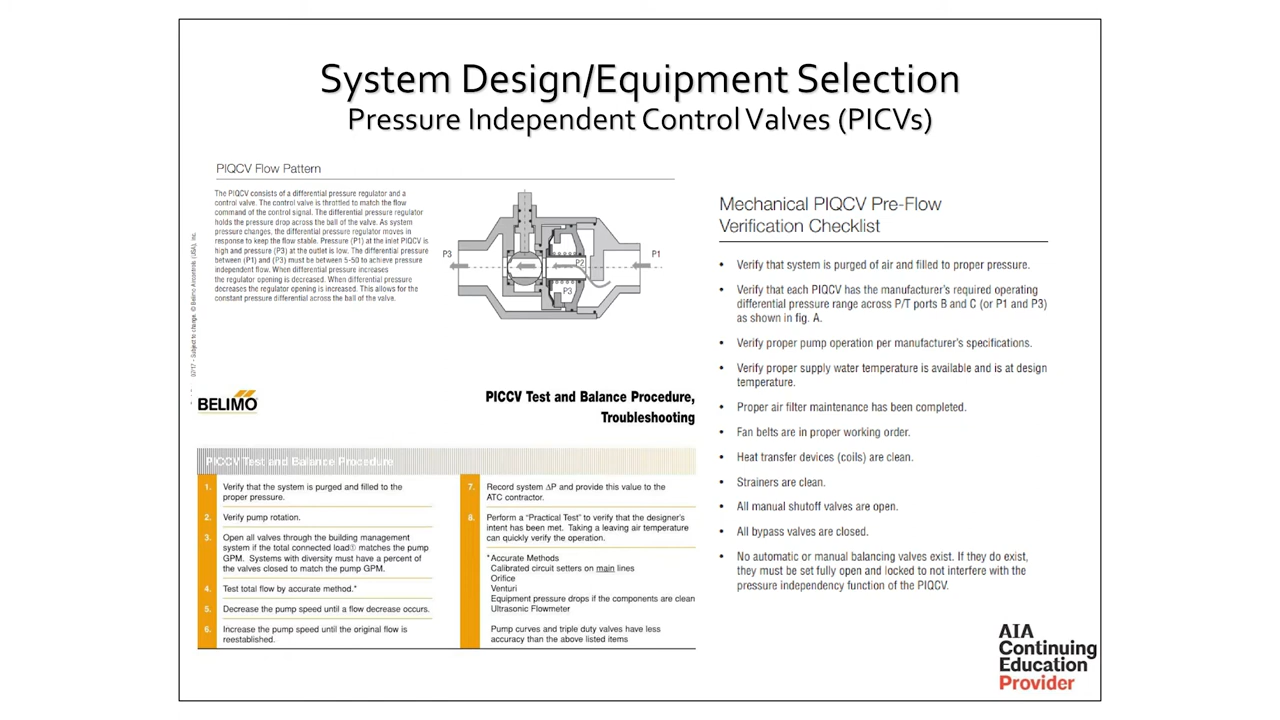 System Design/Equipment Selection
Pressure Independent Control Valves (PICVs)
PIQCV Flow Pattern
The PIQCV consists of a differential pressure regulator and a
control valve. The control valve is throttled to match the flow
command of the control signal. The differential pressure regulator
holds the pressure drop across the ball of the valve. As system
pressure changes, the differential pressure regulator moves in
response to keep the flow stable. Pressure (P1) at the inlet PIQCV is
high and pressure (P3) at the outlet is low. The differential pressure
between (P1) and (P3) must be between 5-50 to achieve pressure
independent flow. When differential pressure increases
the regulator opening is decreased. When differential pressure
decreases the regulator opening is increased. This allows for the
constant pressure differential across the ball of the valve.
P3
P2
P3
P1
07/17 - Subject to change. © Belimo Aircontrols (USA), Inc.
BELIMO
PICCV Test and Balance Procedure,
Troubleshooting
PICCV Test and Balance Procedure
1. Verify that the system is purged and filled to the
proper pressure.
2. Verify pump rotation.
3. Open all valves through the building management
system if the total connected load① matches the pump
GPM. Systems with diversity must have a percent of
the valves closed to match the pump GPM.
4. Test total flow by accurate method.*
5. Decrease the pump speed until a flow decrease occurs.
6. Increase the pump speed until the original flow is
reestablished.
7. Record system ΔP and provide this value to the
ATC contractor.
8. Perform a “Practical Test” to verify that the designer’s
intent has been met. Taking a leaving air temperature
can quickly verify the operation.
*Accurate Methods
Calibrated circuit setters on main lines
Orifice
Venturi
Equipment pressure drops if the components are clean
Ultrasonic Flowmeter
Pump curves and triple duty valves have less
accuracy than the above listed items
Mechanical PIQCV Pre-Flow
Verification Checklist
• Verify that system is purged of air and filled to proper pressure.
• Verify that each PIQCV has the manufacturer’s required operating
differential pressure range across P/T ports B and C (or P1 and P3)
as shown in fig. A.
• Verify proper pump operation per manufacturer’s specifications.
• Verify proper supply water temperature is available and is at design
temperature.
• Proper air filter maintenance has been completed.
• Fan belts are in proper working order.
• Heat transfer devices (coils) are clean.
• Strainers are clean.
• All manual shutoff valves are open.
• All bypass valves are closed.
• No automatic or manual balancing valves exist. If they do exist,
they must be set fully open and locked to not interfere with the
pressure independency function of the PIQCV.
AIA
Continuing
Education
Provider